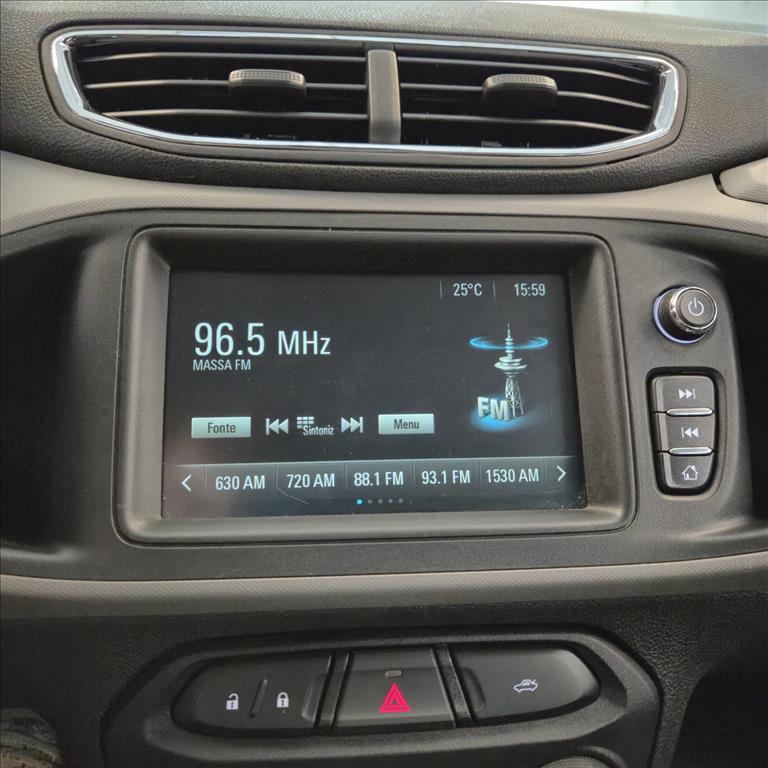 25°C 15:59
96.5 MHz
MASSA FM
FM
Fonte Sintoniz Menu
630 AM 720 AM 88.1 FM 93.1 FM 1530 AM